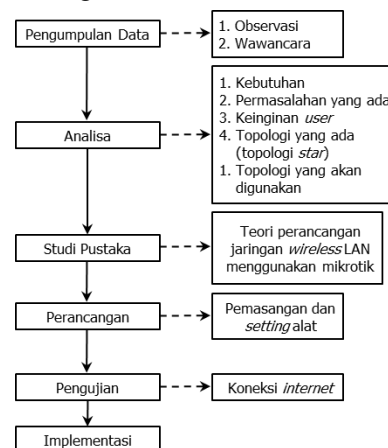 Pengumpulan Data
1. Observasi
2. Wawancara
Analisa
1. Kebutuhan
2. Permasalahan yang ada
3. Keinginan user
4. Topologi yang ada
(topologi star)
1. Topologi yang akan
digunakan
Studi Pustaka
Teori perancangan
jaringan wireless LAN
menggunakan mikrotik
Perancangan
Pemasangan dan
setting alat
Pengujian
Koneksi internet
Implementasi